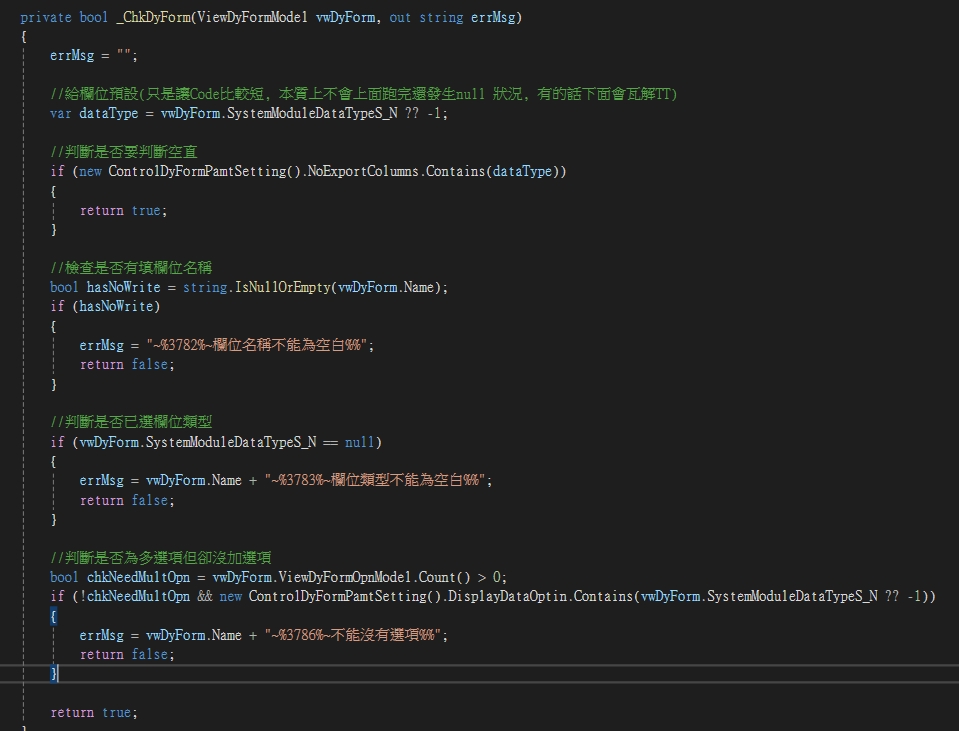 private bool _ChkDyForm(ViewDyFormModel vwDyForm, out string errMsg)
{
errMsg = "";
//給欄位預設(只是讓Code比較短, 本質上不會上面跑完還發生null 狀況, 有的話下面會瓦解TT)
var dataType = vwDyForm.SystemModuleDataTypeS_N ?? -1;
//判斷是否要判斷空直
if (new ControlDyFormPamtSetting().NoExportColumns.Contains(dataType))
{
return true;
}
//檢查是否有填欄位名稱
bool hasNoWrite = string.IsNullOrEmpty(vwDyForm.Name);
if (hasNoWrite)
{
errMsg = "~%3782%~欄位名稱不能為空白%%";
return false;
}
//判斷是否已選欄位類型
if (vwDyForm.SystemModuleDataTypeS_N == null)
{
errMsg = vwDyForm.Name + "~%3783%~欄位類型不能為空白%%";
return false;
}
//判斷是否為多選項但卻沒加選項
bool chkNeedMultOpn = vwDyForm.ViewDyFormOpnModel.Count() > 0;
if (!chkNeedMultOpn && new ControlDyFormPamtSetting().DisplayDataOptin.Contains(vwDyForm.SystemModuleDataTypeS_N ?? -1))
{
errMsg = vwDyForm.Name + "~%3786%~不能沒有選項%%";
return false;
}
return true;
}